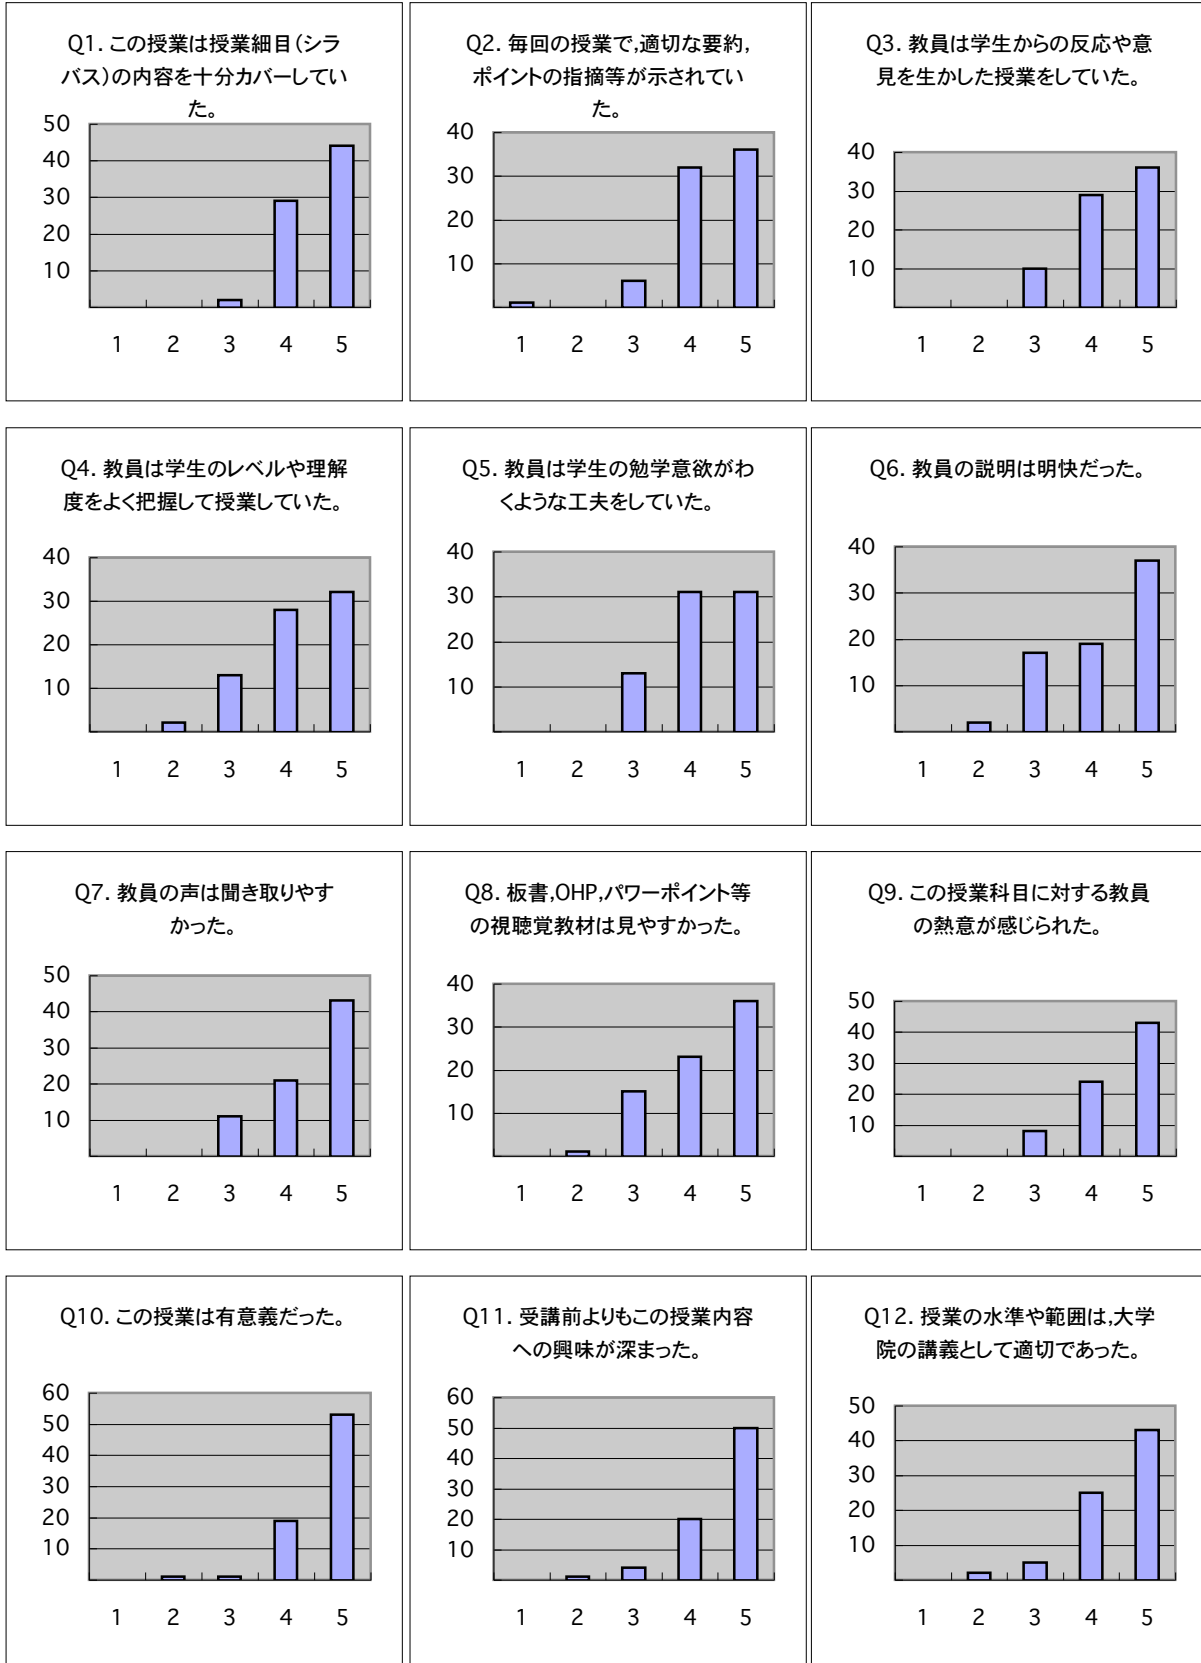 Q1. この授業は授業細目(シラ
バス)の内容を十分カバーしてい
た。
50
40
30
20
10
1 2 3 4 5
Q2. 毎回の授業で,適切な要約,
ポイントの指摘等が示されてい
た。
40
30
20
10
1 2 3 4 5
Q3. 教員は学生からの反応や意
見を生かした授業をしていた。
40
30
20
10
1 2 3 4 5
Q4. 教員は学生のレベルや理解
度をよく把握して授業していた。
40
30
20
10
1 2 3 4 5
Q5. 教員は学生の勉学意欲がわ
くような工夫をしていた。
40
30
20
10
1 2 3 4 5
Q6. 教員の説明は明快だった。
40
30
20
10
1 2 3 4 5
Q7. 教員の声は聞き取りやす
かった。
50
40
30
20
10
1 2 3 4 5
Q8. 板書,OHP,パワーポイント等
の視聴覚教材は見やすかった。
40
30
20
10
1 2 3 4 5
Q9. この授業科目に対する教員
の熱意が感じられた。
50
40
30
20
10
1 2 3 4 5
Q10. この授業は有意義だった。
60
50
40
30
20
10
1 2 3 4 5
Q11. 受講前よりもこの授業内容
への興味が深まった。
60
50
40
30
20
10
1 2 3 4 5
Q12. 授業の水準や範囲は,大学
院の講義として適切であった。
50
40
30
20
10
1 2 3 4 5